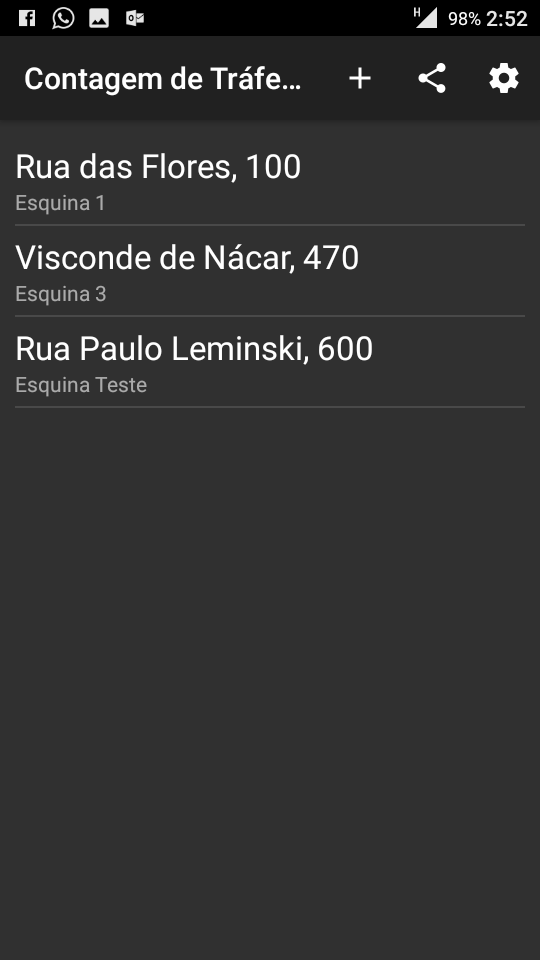 H 98% 2:52
Contagem de Tráfe...
Rua das Flores, 100
Esquina 1
Visconde de Nácar, 470
Esquina 3
Rua Paulo Leminski, 600
Esquina Teste